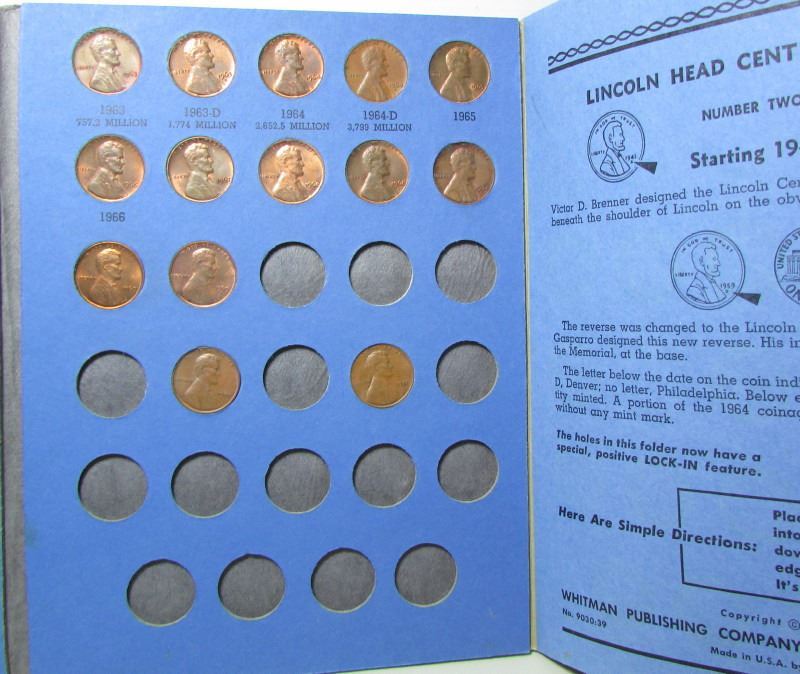 1963
757.2 MILLION
1963-D
1,774 MILLION
1964
2,652.5 MILLION
1964-D
3,799 MILLION
1965
1966
LINCOLN HEAD CENT
NUMBER TWO
Starting 19
Victor D. Brenner designed the Lincoln Cen
beneath the shoulder of Lincoln on the obv
The reverse was changed to the Lincoln
Gasparro designed this new reverse. His in
the Memorial, at the base.
The letter below the date on the coin indi
D, Denver; no letter, Philadelphia. Below e
tity minted. A portion of the 1964 coinag
without any mint mark.
The holes in this folder now have a
special, positive LOCK-IN feature.
Here Are Simple Directions:
Plac
into
dow
edg
It's
WHITMAN PUBLISHING COMPANY
No. 9030:39
Copyright ©
Made in U.S.A. by